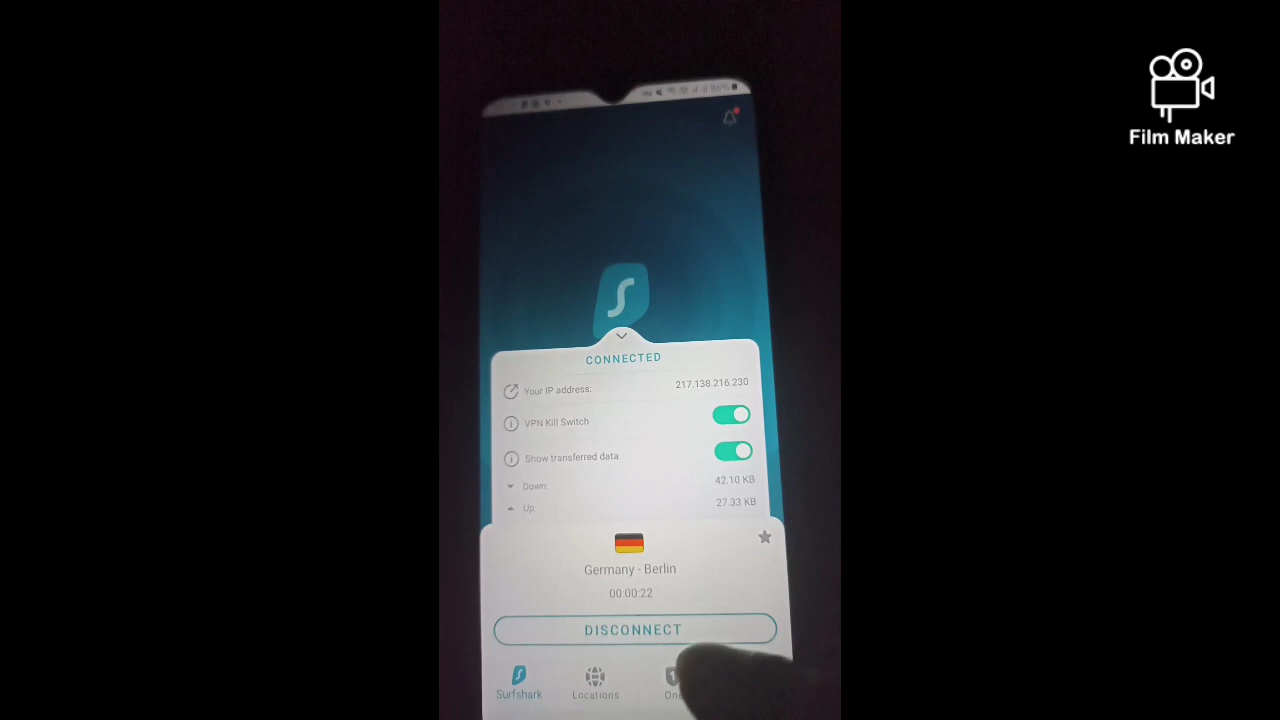 Film Maker
S
CONNECTED
Your IP address: 217.138.216.230
VPN Kill Switch
Show transferred data
Down: 42.10 KB
Up: 27.33 KB
Germany - Berlin
00:00:22
DISCONNECT
Surfshark Locations One